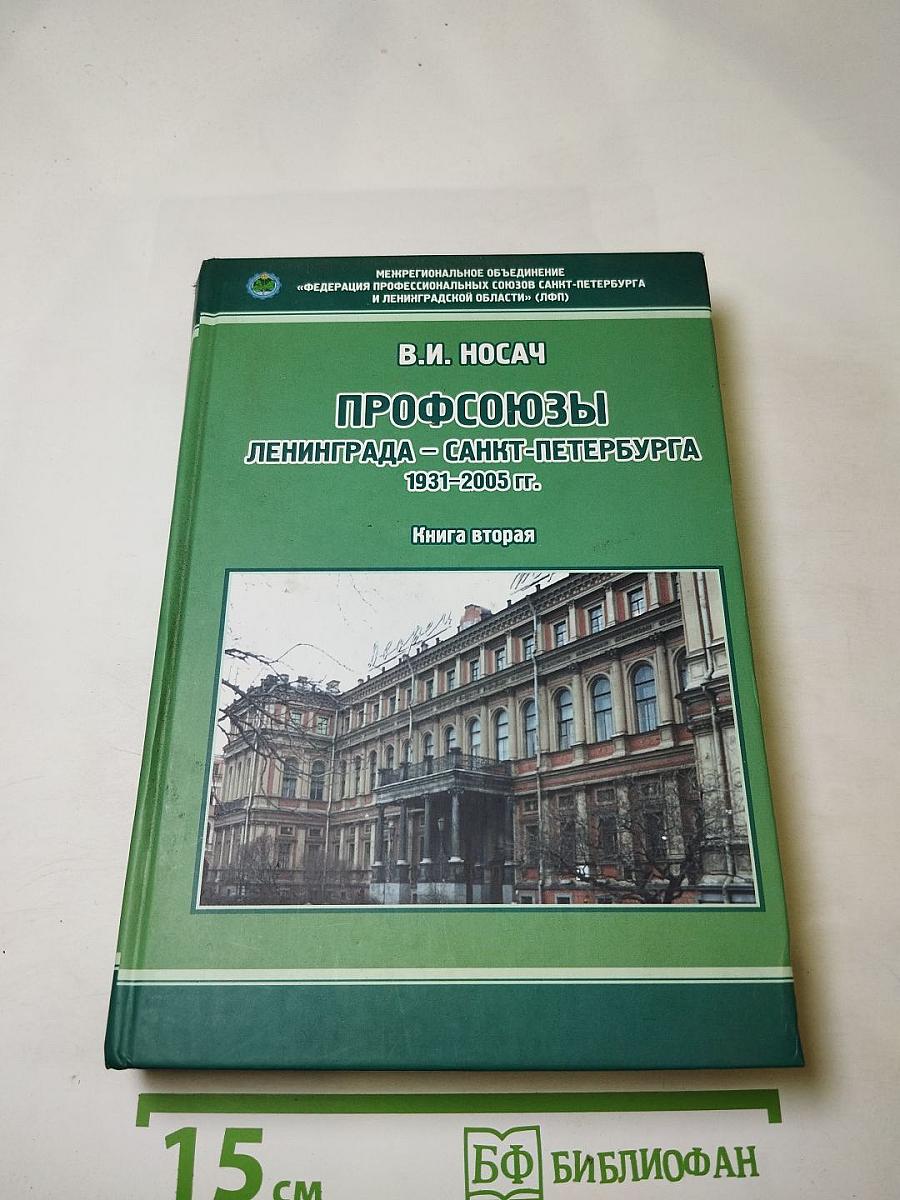 МЕЖРЕГИОНАЛЬНОЕ ОБЪЕДИНЕНИЕ
«ФЕДЕРАЦИЯ ПРОФЕССИОНАЛЬНЫХ СОЮЗОВ САНКТ-ПЕТЕРБУРГА
И ЛЕНИНГРАДСКОЙ ОБЛАСТИ» (ЛФП)
В.И. НОСАЧ
ПРОФСОЮЗЫ
ЛЕНИНГРАДА – САНКТ-ПЕТЕРБУРГА
1931–2005 гг.
Книга вторая
Дворец
15 см
БФ БИБЛИОФАН